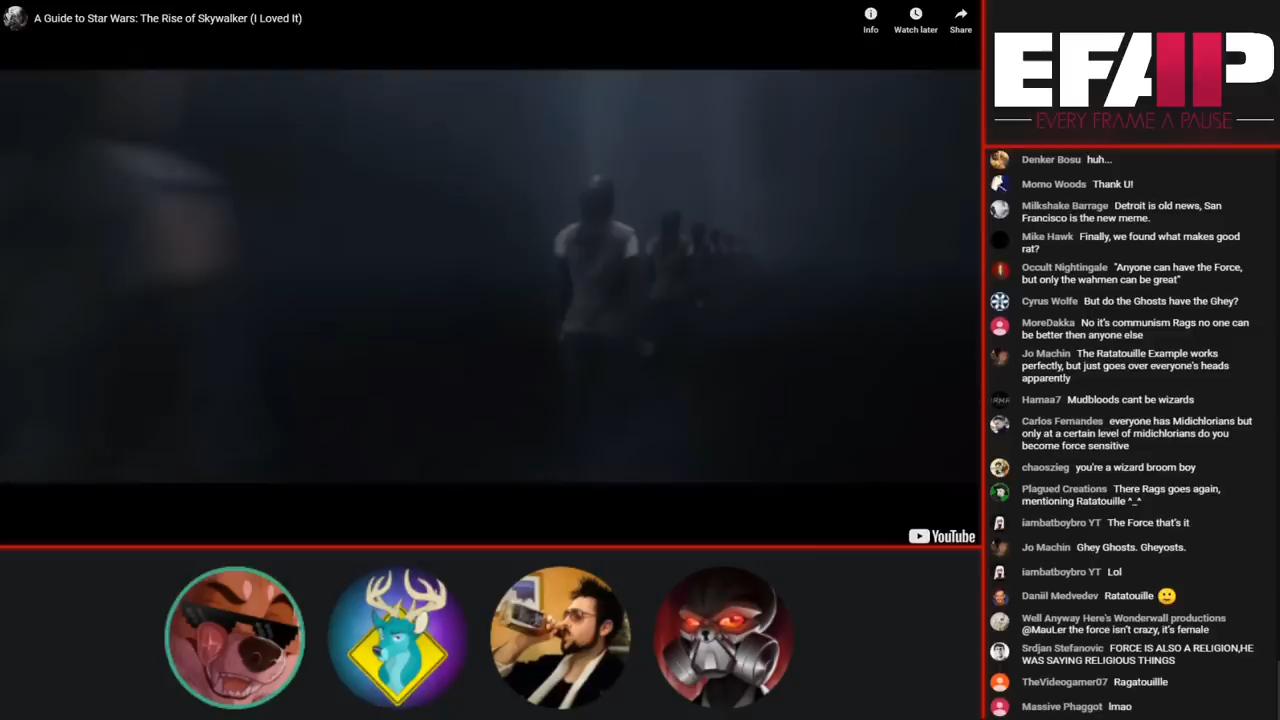 A Guide to Star Wars: The Rise of Skywalker (I Loved It)
Info
Watch later
Share
YouTube
EFAP
EVERY FRAME A PAUSE
Denker Bosu huh...
Momo Woods Thank U!
Milkshake Barrage Detroit is old news, San
Francisco is the new meme.
Mike Hawk Finally, we found what makes good
rat?
Occult Nightingale "Anyone can have the Force,
but only the wahmen can be great"
Cyrus Wolfe But do the Ghosts have the Ghey?
MoreDakka No it's communism Rags no one can
be better then anyone else
Jo Machin The Ratatouille Example works
perfectly, but just goes over everyone's heads
apparently
Hamaa7 Mudbloods cant be wizards
Carlos Fernandes everyone has Midichlorians but
only at a certain level of midichlorians do you
become force sensitive
chaoszieg you're a wizard broom boy
Plagued Creations There Rags goes again,
mentioning Ratatouille ^_^
iambatboybro YT The Force that's it
Jo Machin Ghey Ghosts. Gheyosts.
iambatboybro YT Lol
Daniil Medvedev Ratatouille 🙂
Well Anyway Here's Wonderwall productions
@MauLer the force isn't crazy, it's female
Srdjan Stefanovic FORCE IS ALSO A RELIGION,HE
WAS SAYING RELIGIOUS THINGS
TheVideogamer07 Ragatouillle
Massive Phaggot lmao